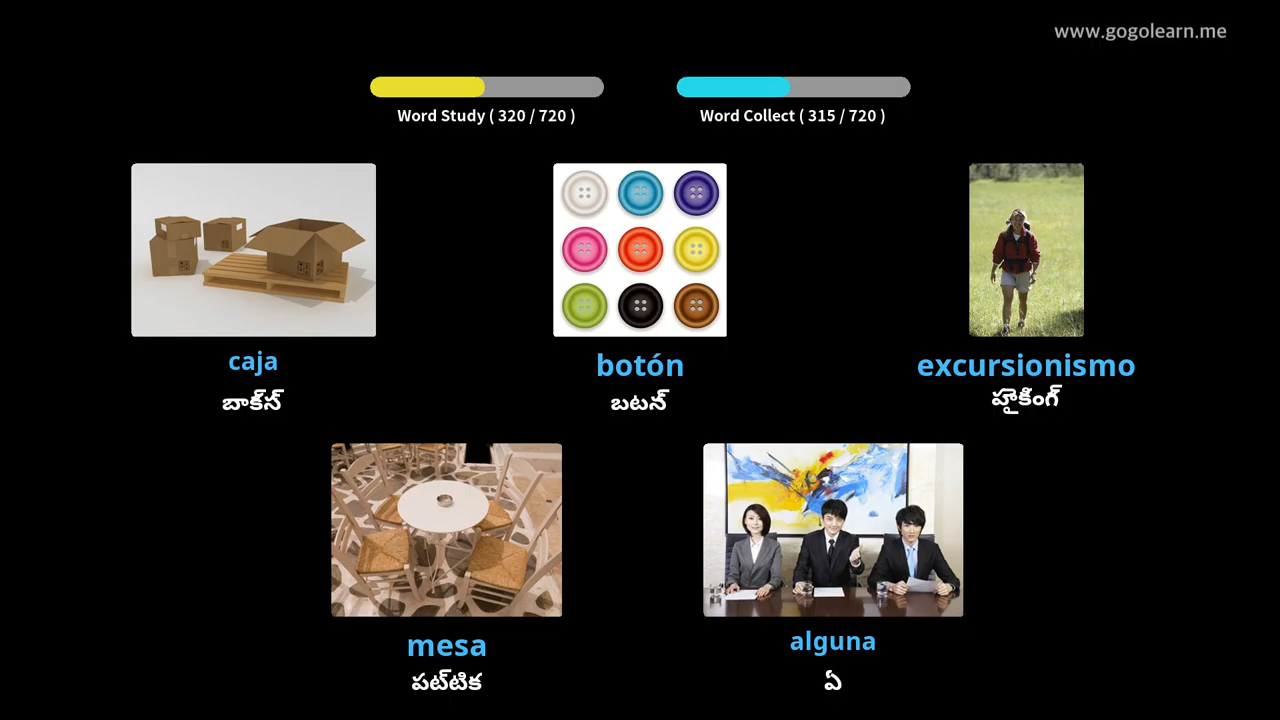 www.gogolearn.me
Word Study ( 320 / 720 )
Word Collect ( 315 / 720 )
caja
botón
excursionismo
బాక్‌స్
బటన్
హైకింగ్
mesa
alguna
పట్‌టిక
ఏ